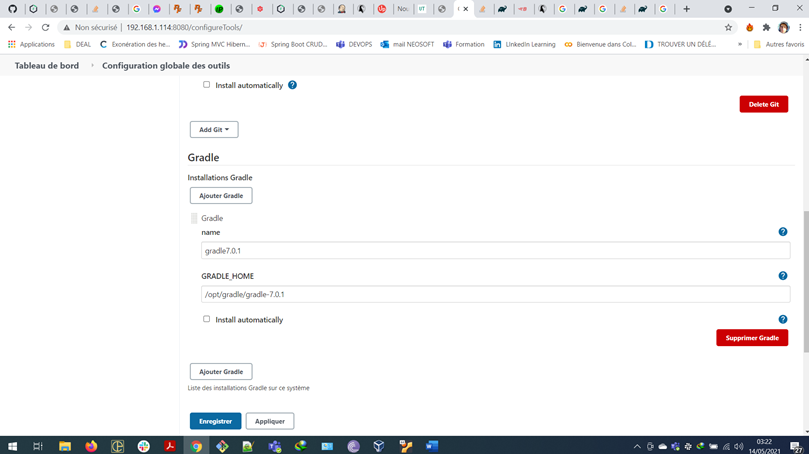 Non sécurisé | 192.168.1.114:8080/configureTools/
Applications DEAL Exonération des he... Spring MVC Hibern... Spring Boot CRUD... DEVOPS mail NEOSOFT Formation LinkedIn Learning Bienvenue dans Col... TROUVER UN DÉLÉ... » Autres favoris
Tableau de bord Configuration globale des outils
Install automatically ?
Delete Git
Add Git
Gradle
Installations Gradle
Ajouter Gradle
Gradle
name ?
gradle7.0.1
GRADLE_HOME ?
/opt/gradle/gradle-7.0.1
Install automatically ?
Supprimer Gradle
Ajouter Gradle
Liste des installations Gradle sur ce système
Enregistrer Appliquer
03:22
14/05/2021
27